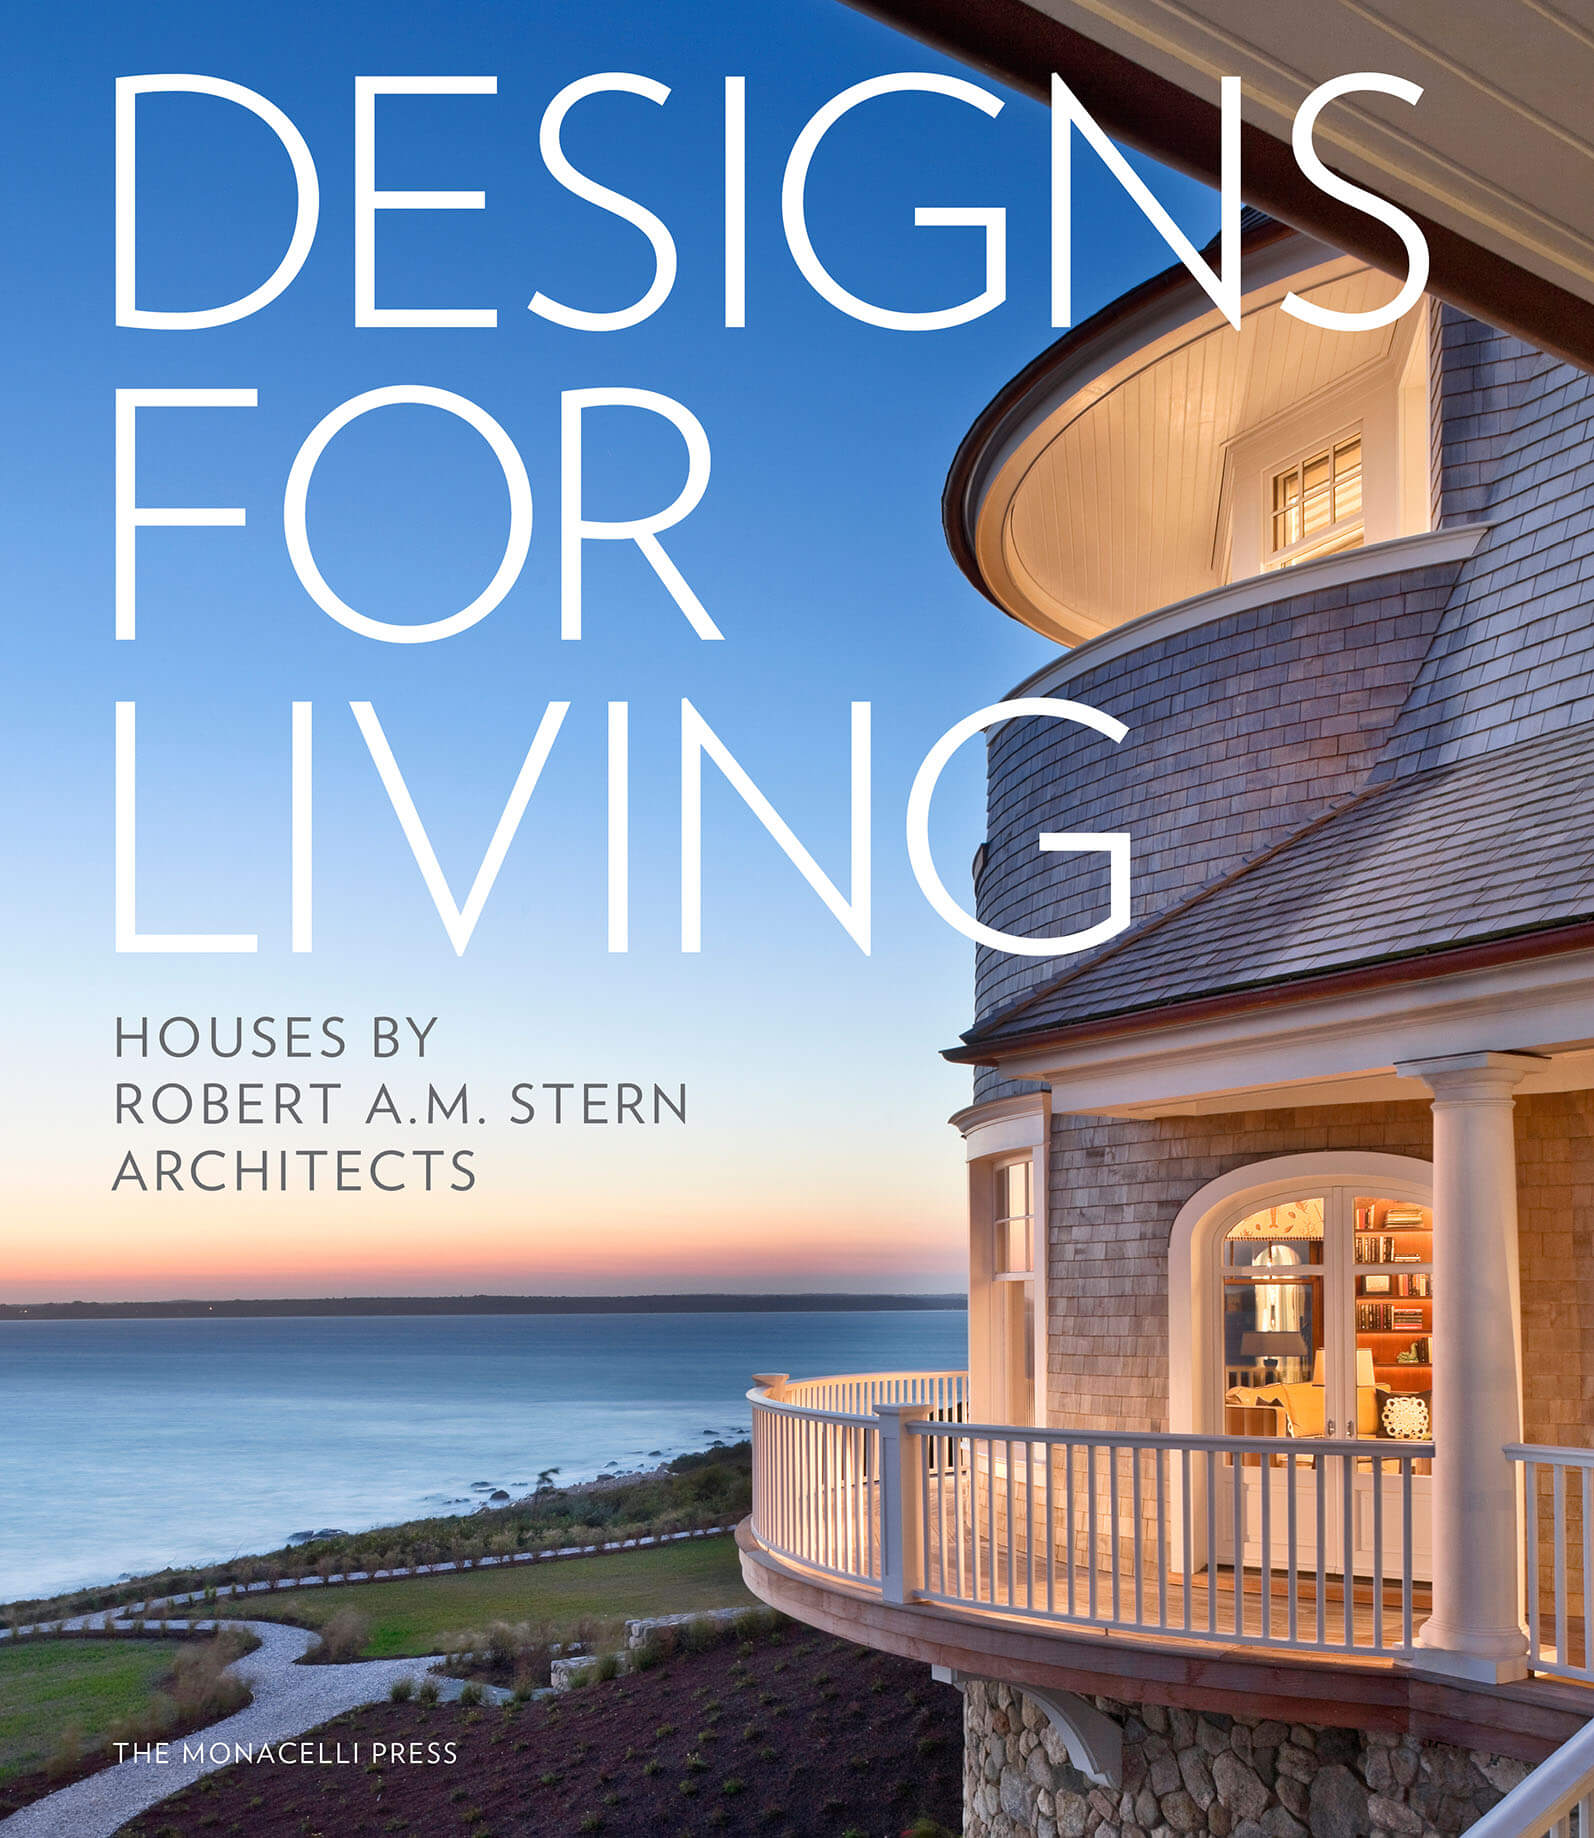 DESIGNS
FOR
LIVING
HOUSES BY
ROBERT A.M. STERN
ARCHITECTS
THE MONACELLI PRESS